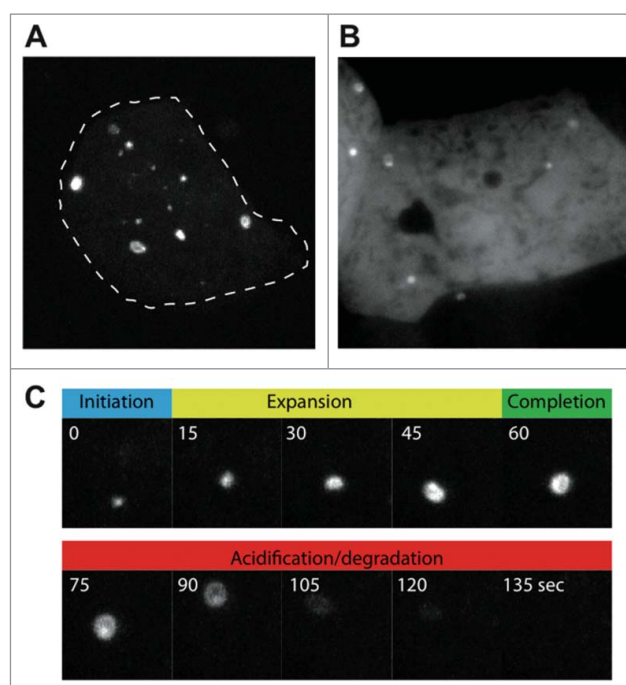 A
B
C
Initiation Expansion Completion
0 15 30 45 60
Acidification/degradation
75 90 105 120 135 sec